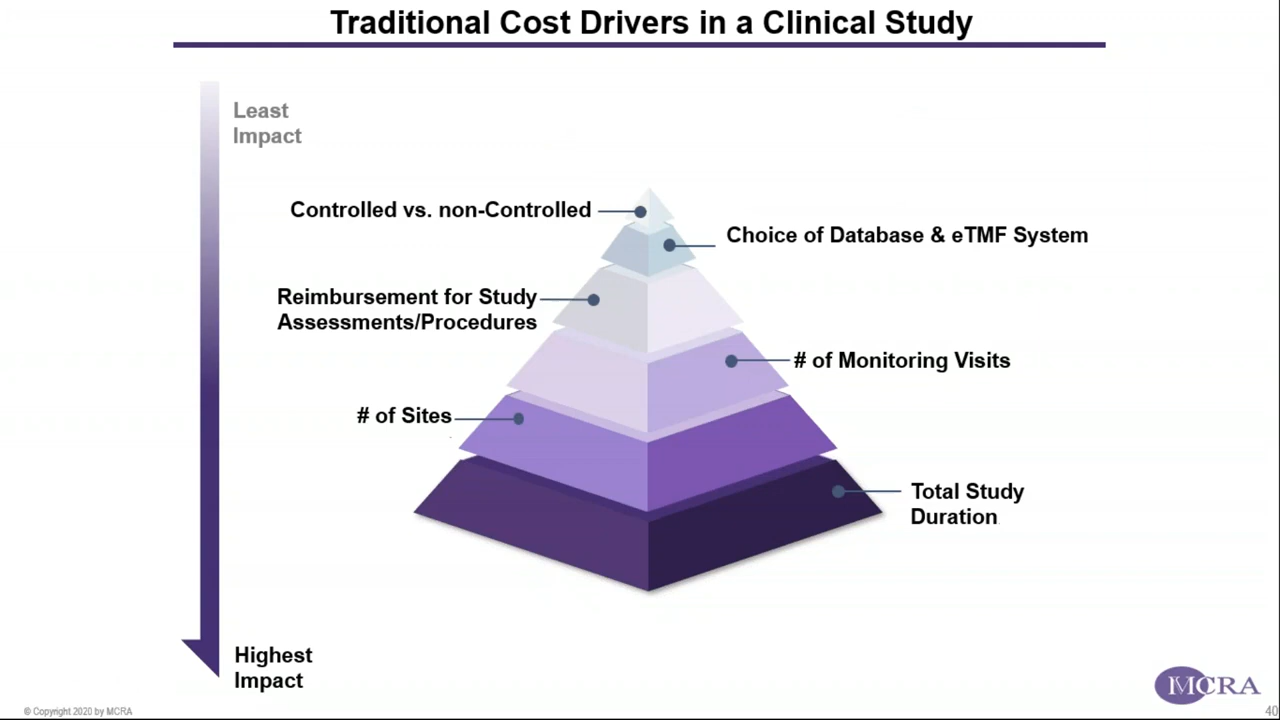 Traditional Cost Drivers in a Clinical Study
Least
Impact
Controlled vs. non-Controlled
Choice of Database & eTMF System
Reimbursement for Study
Assessments/Procedures
# of Monitoring Visits
# of Sites
Total Study
Duration
Highest
Impact
MCRA
© Copyright 2020 by MCRA
40